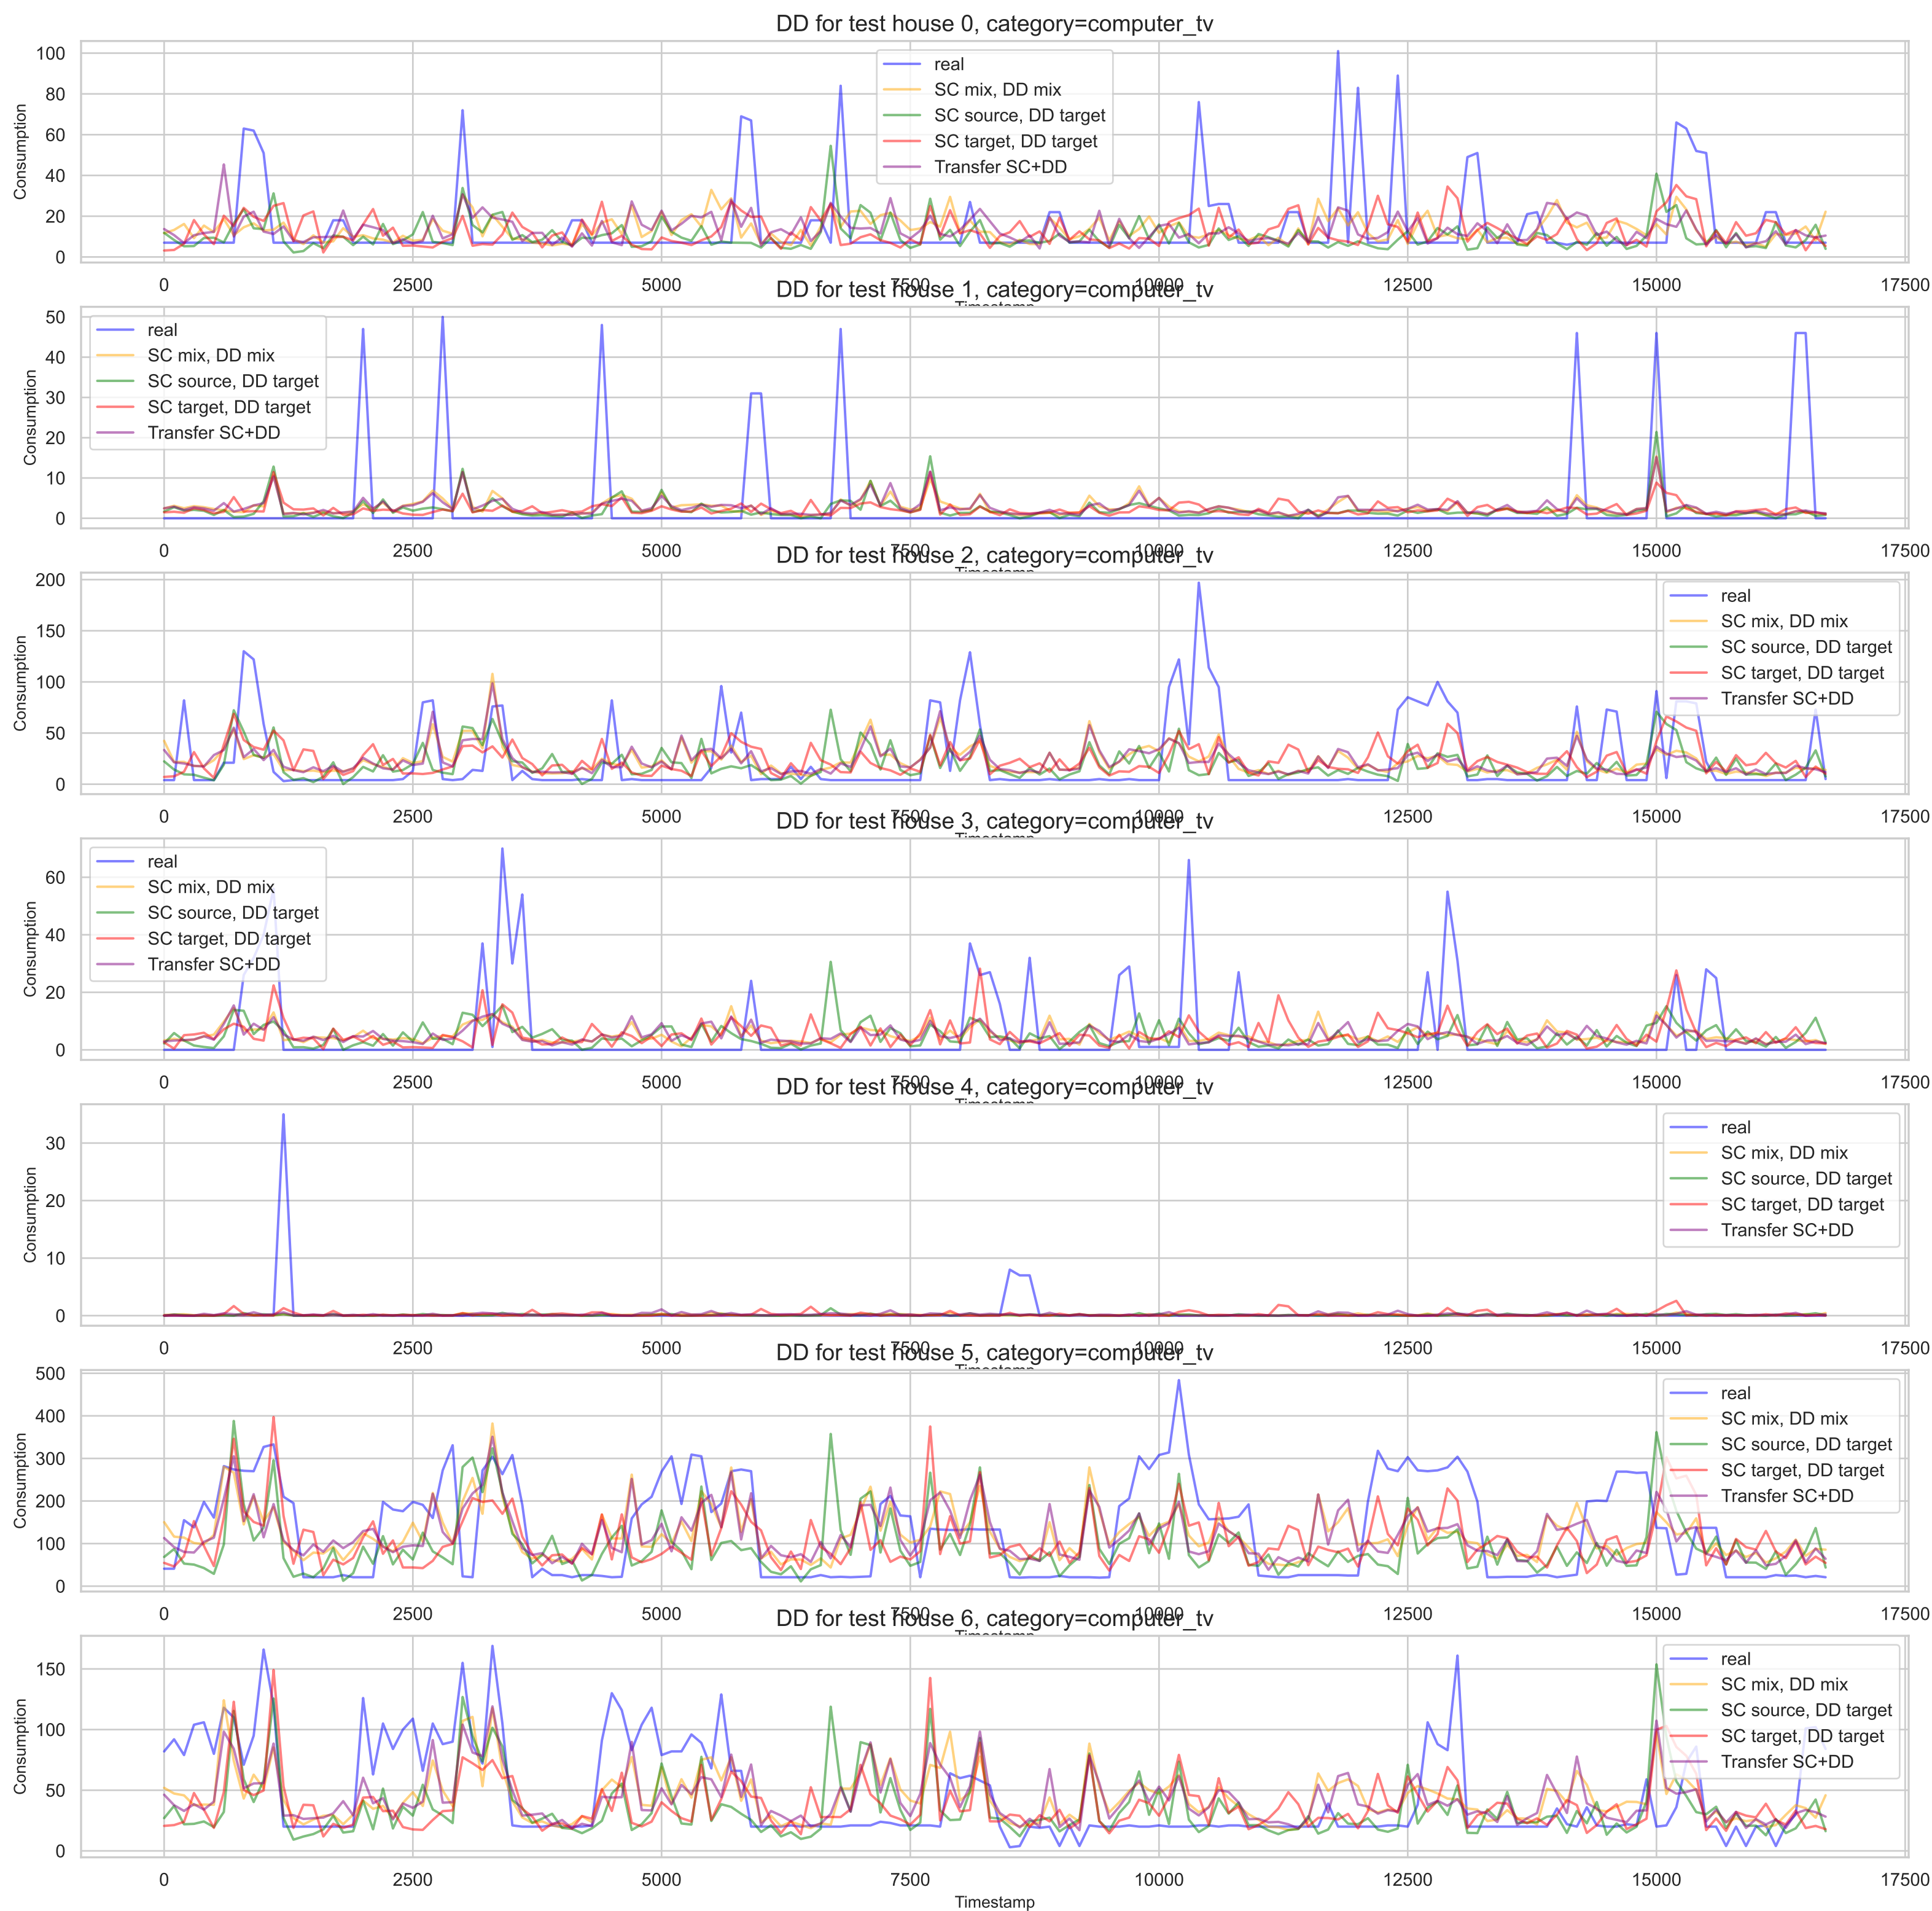 DD for test house 0, category=computer_tv
Consumption
100
80
60
40
20
0
real
SC mix, DD mix
SC source, DD target
SC target, DD target
Transfer SC+DD
0 2500 5000 7500 10000 12500 15000 17500
Timestamp
DD for test house 1, category=computer_tv
Consumption
50
40
30
20
10
0
real
SC mix, DD mix
SC source, DD target
SC target, DD target
Transfer SC+DD
0 2500 5000 7500 10000 12500 15000 17500
Timestamp
DD for test house 2, category=computer_tv
Consumption
200
150
100
50
0
real
SC mix, DD mix
SC source, DD target
SC target, DD target
Transfer SC+DD
0 2500 5000 7500 10000 12500 15000 17500
Timestamp
DD for test house 3, category=computer_tv
Consumption
60
40
20
0
real
SC mix, DD mix
SC source, DD target
SC target, DD target
Transfer SC+DD
0 2500 5000 7500 10000 12500 15000 17500
Timestamp
DD for test house 4, category=computer_tv
Consumption
30
20
10
0
real
SC mix, DD mix
SC source, DD target
SC target, DD target
Transfer SC+DD
0 2500 5000 7500 10000 12500 15000 17500
Timestamp
DD for test house 5, category=computer_tv
Consumption
500
400
300
200
100
0
real
SC mix, DD mix
SC source, DD target
SC target, DD target
Transfer SC+DD
0 2500 5000 7500 10000 12500 15000 17500
Timestamp
DD for test house 6, category=computer_tv
Consumption
150
100
50
0
real
SC mix, DD mix
SC source, DD target
SC target, DD target
Transfer SC+DD
0 2500 5000 7500 10000 12500 15000 17500
Timestamp